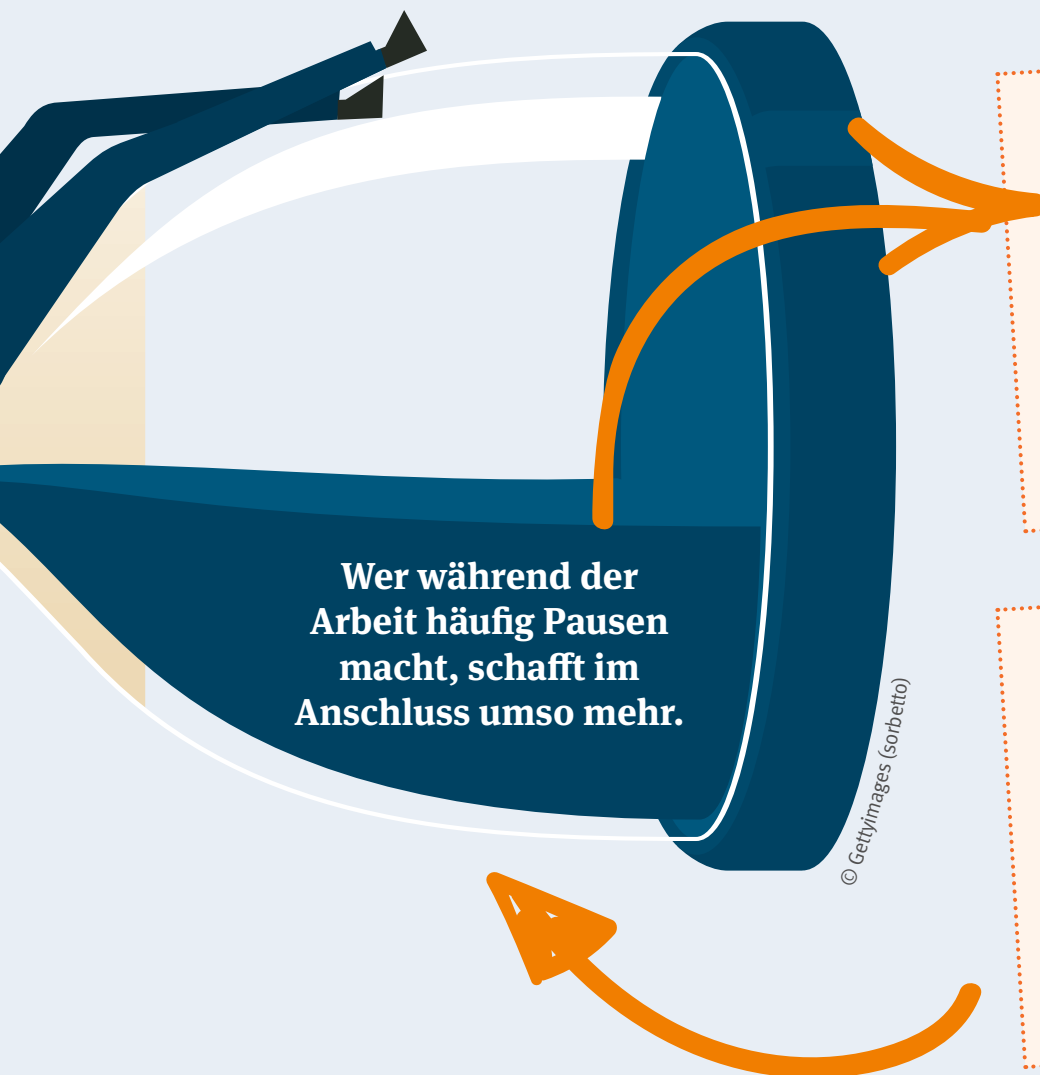 Wer während der
Arbeit häufig Pausen
macht, schafft im
Anschluss umso mehr.
© Gettyimages (sorbetto)